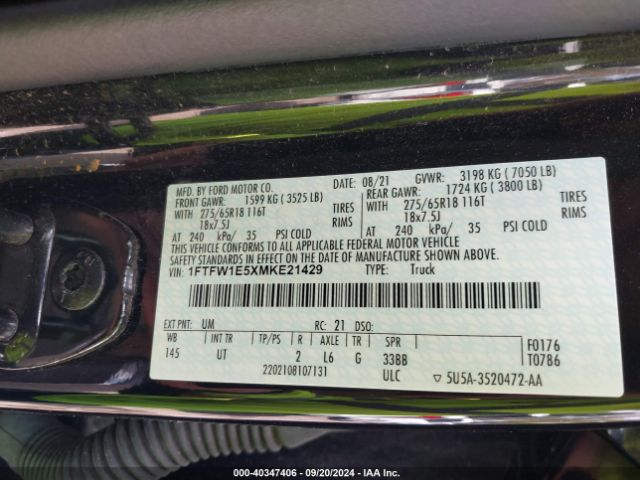 MFD. BY FORD MOTOR CO.
DATE: 08/21 GVWR: 3198 KG ( 7050 LB)
FRONT GAWR: 1599 KG ( 3525 LB)
REAR GAWR: 1724 KG ( 3800 LB)
WITH 275/65R18 116T TIRES
WITH 275/65R18 116T TIRES
18x7.5J RIMS
18x7.5J RIMS
AT 240 kPa/ 35 PSI COLD
AT 240 kPa/ 35 PSI COLD
THIS VEHICLE CONFORMS TO ALL APPLICABLE FEDERAL MOTOR VEHICLE
SAFETY, BUMPER, AND THEFT PREVENTION STANDARDS IN EFFECT ON THE DATE OF MANUFACTURE SHOWN ABOVE.
VIN: 1FTFW1E5XMKE21429 TYPE: Truck
EXT PNT: UM RC: 21 DSO:
WB INT TR TP/PS R AXLE TR SPR
145 UT 2 L6 G 33BB
F0176
T0786
2202108107131 ULC
▽ 5U5A-3520472-AA
000-40347406 - 09/20/2024 - IAA Inc.